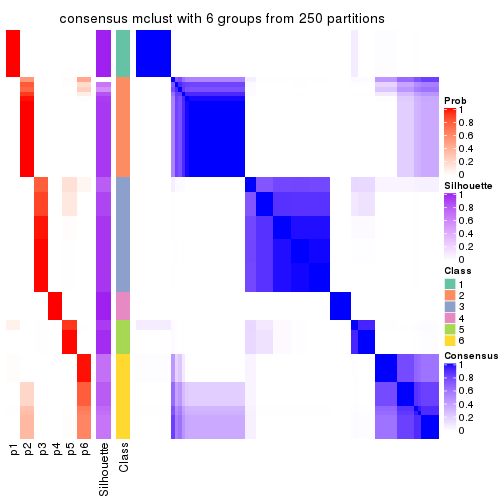 consensus mclust with 6 groups from 250 partitions
Prob
1
0.8
0.6
0.4
0.2
0
Silhouette
1
0.8
0.6
0.4
0.2
0
Class
1
2
3
4
5
6
Consensus
1
0.8
0.6
0.4
0.2
0
p1
p2
p3
p4
p5
p6
Silhouette
Class